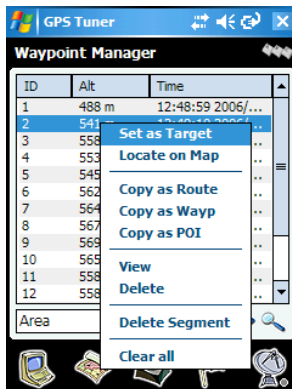 GPS Tuner
Waypoint Manager
ID Alt Time
1 488 m 12:48:59 2006/...
2 541
3 558
4 553
5 545
6 562
7 564
8 567
9 569
10 565
11 558
12 558
Set as Target
Locate on Map
Copy as Route
Copy as Wayp
Copy as POI
View
Delete
Delete Segment
Clear all
Area